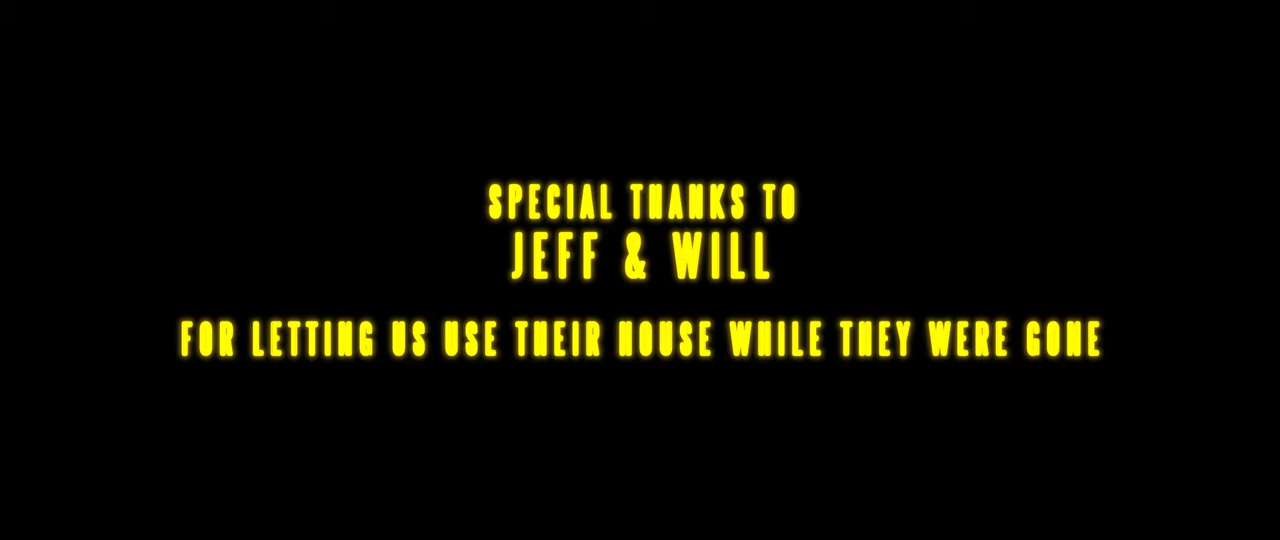 SPECIAL THANKS TO
JEFF & WILL
FOR LETTING US USE THEIR HOUSE WHILE THEY WERE GONE